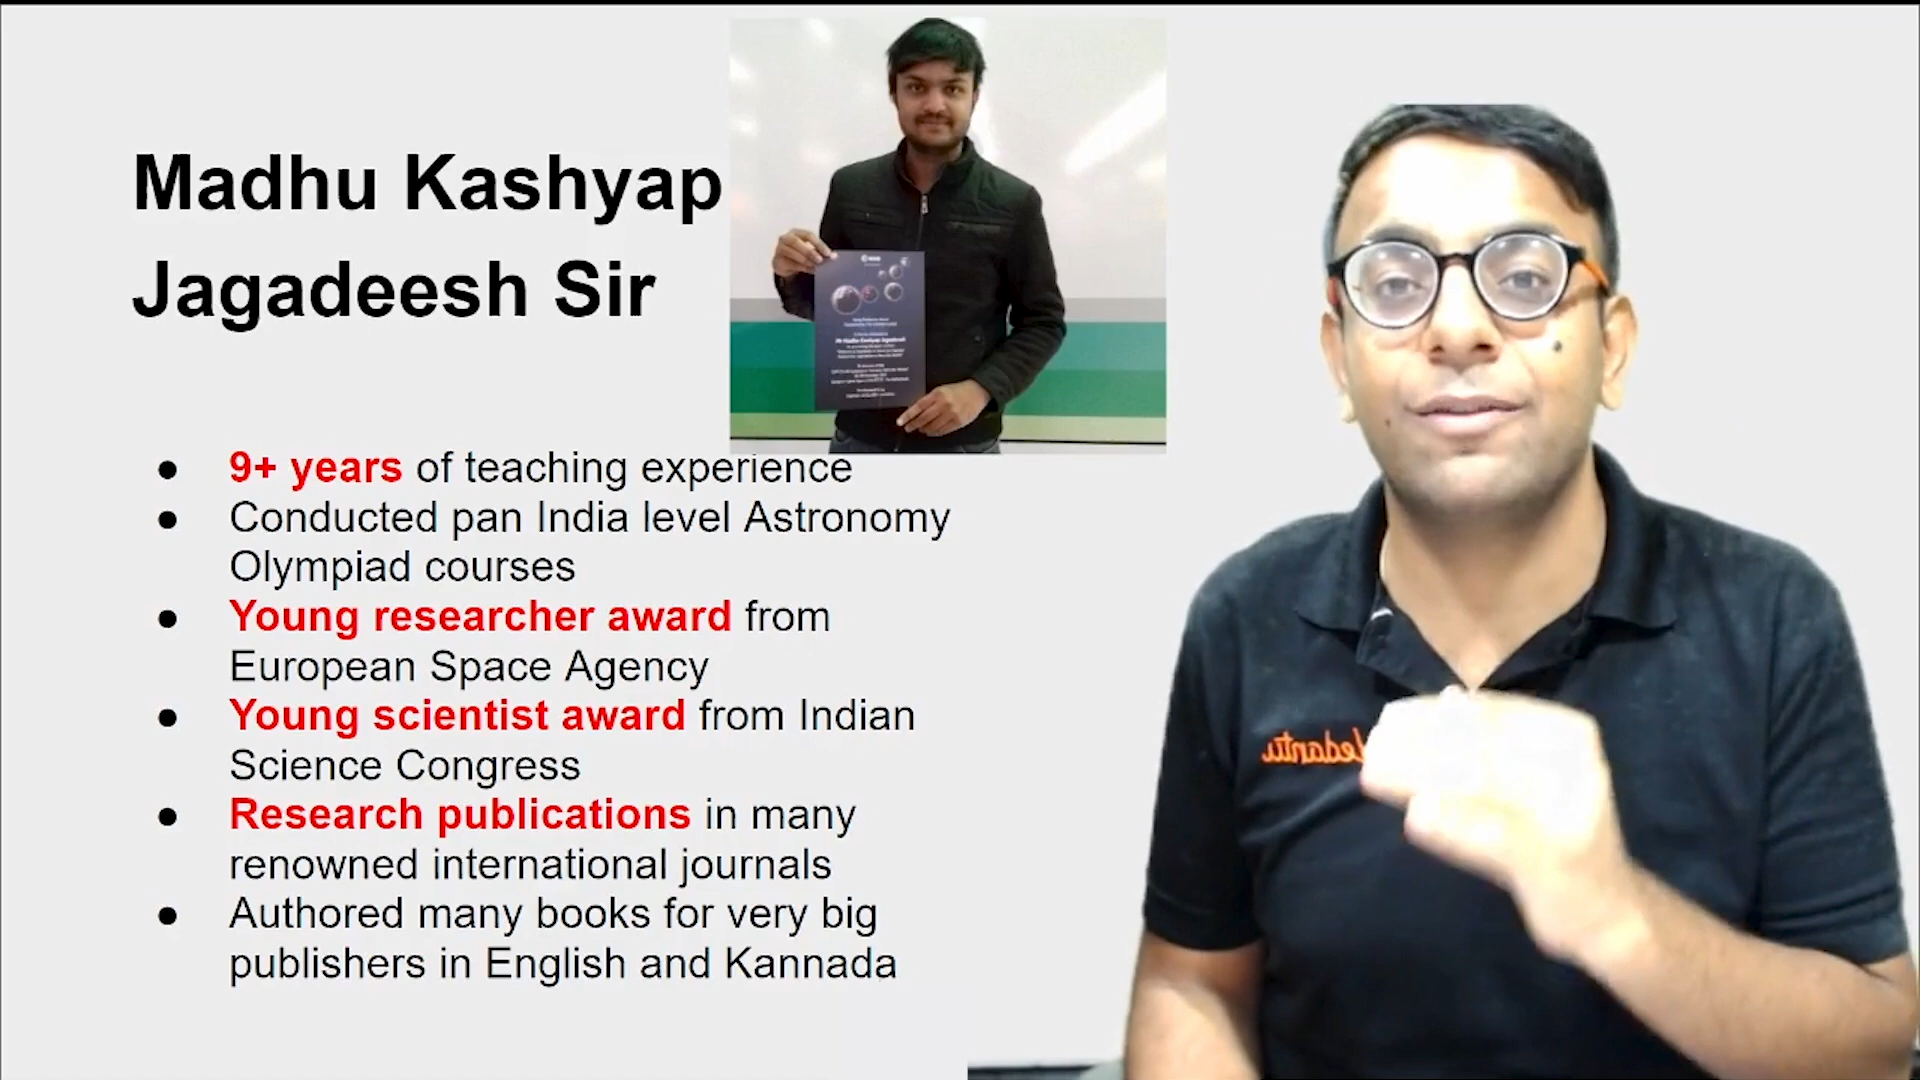 Madhu Kashyap
Jagadeesh Sir
9+ years of teaching experience
Conducted pan India level Astronomy
Olympiad courses
Young researcher award from
European Space Agency
Young scientist award from Indian
Science Congress
Research publications in many
renowned international journals
Authored many books for very big
publishers in English and Kannada